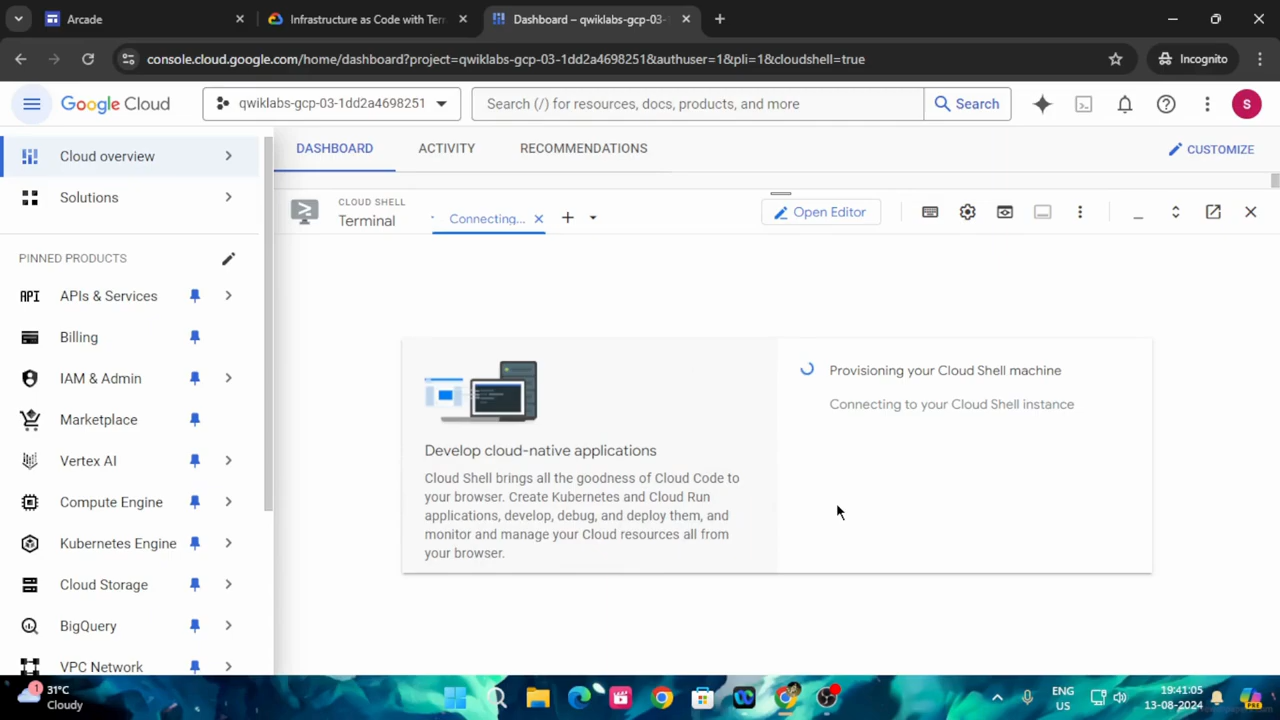 Arcade
Infrastructure as Code with Terr
Dashboard – qwiklabs-gcp-03-
console.cloud.google.com/home/dashboard?project=qwiklabs-gcp-03-1dd2a4698251&authuser=1&pli=1&cloudshell=true
Incognito
Google Cloud
qwiklabs-gcp-03-1dd2a4698251
Search (/) for resources, docs, products, and more
Search
S
Cloud overview
DASHBOARD
ACTIVITY
RECOMMENDATIONS
CUSTOMIZE
Solutions
CLOUD SHELL
Terminal
Connecting...
Open Editor
PINNED PRODUCTS
API
APIs & Services
Billing
IAM & Admin
Marketplace
Vertex AI
Compute Engine
Kubernetes Engine
Cloud Storage
BigQuery
VPC Network
Develop cloud-native applications
Cloud Shell brings all the goodness of Cloud Code to
your browser. Create Kubernetes and Cloud Run
applications, develop, debug, and deploy them, and
monitor and manage your Cloud resources all from
your browser.
Provisioning your Cloud Shell machine
Connecting to your Cloud Shell instance
1
31°C
Cloudy
ENG
US
19:41:05
13-08-2024